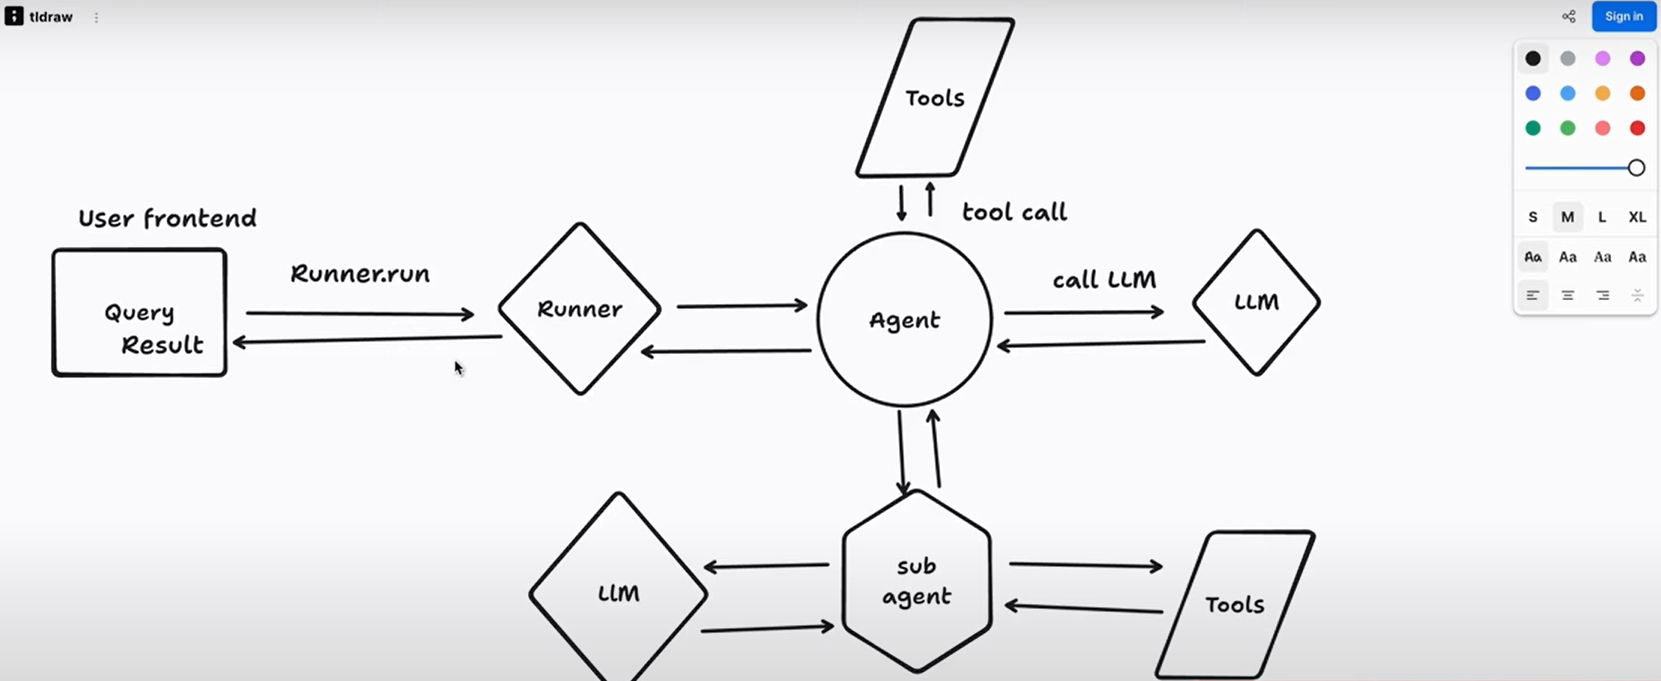 tldraw
Sign in
Tools
tool call
User frontend
Runner.run
call LLM
Query
Result
Runner
Agent
LLM
S M L XL
Aa Aa Aa Aa
LLM
sub
agent
Tools